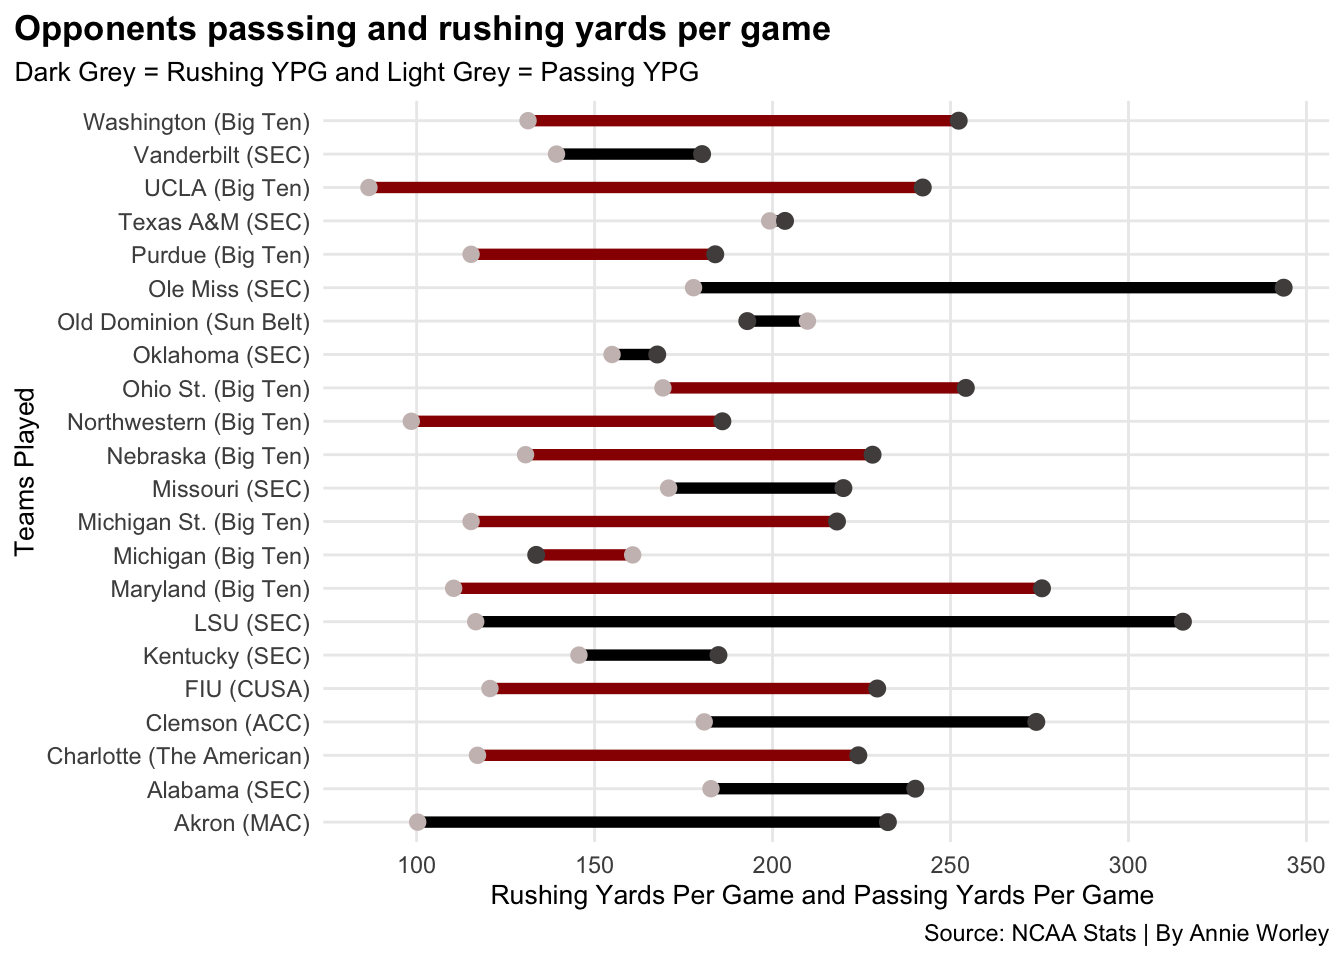 Opponents passsing and rushing yards per game
Dark Grey = Rushing YPG and Light Grey = Passing YPG
Teams Played
Washington (Big Ten)
Vanderbilt (SEC)
UCLA (Big Ten)
Texas A&M (SEC)
Purdue (Big Ten)
Ole Miss (SEC)
Old Dominion (Sun Belt)
Oklahoma (SEC)
Ohio St. (Big Ten)
Northwestern (Big Ten)
Nebraska (Big Ten)
Missouri (SEC)
Michigan St. (Big Ten)
Michigan (Big Ten)
Maryland (Big Ten)
LSU (SEC)
Kentucky (SEC)
FIU (CUSA)
Clemson (ACC)
Charlotte (The American)
Alabama (SEC)
Akron (MAC)
100 150 200 250 300 350
Rushing Yards Per Game and Passing Yards Per Game
Source: NCAA Stats | By Annie Worley